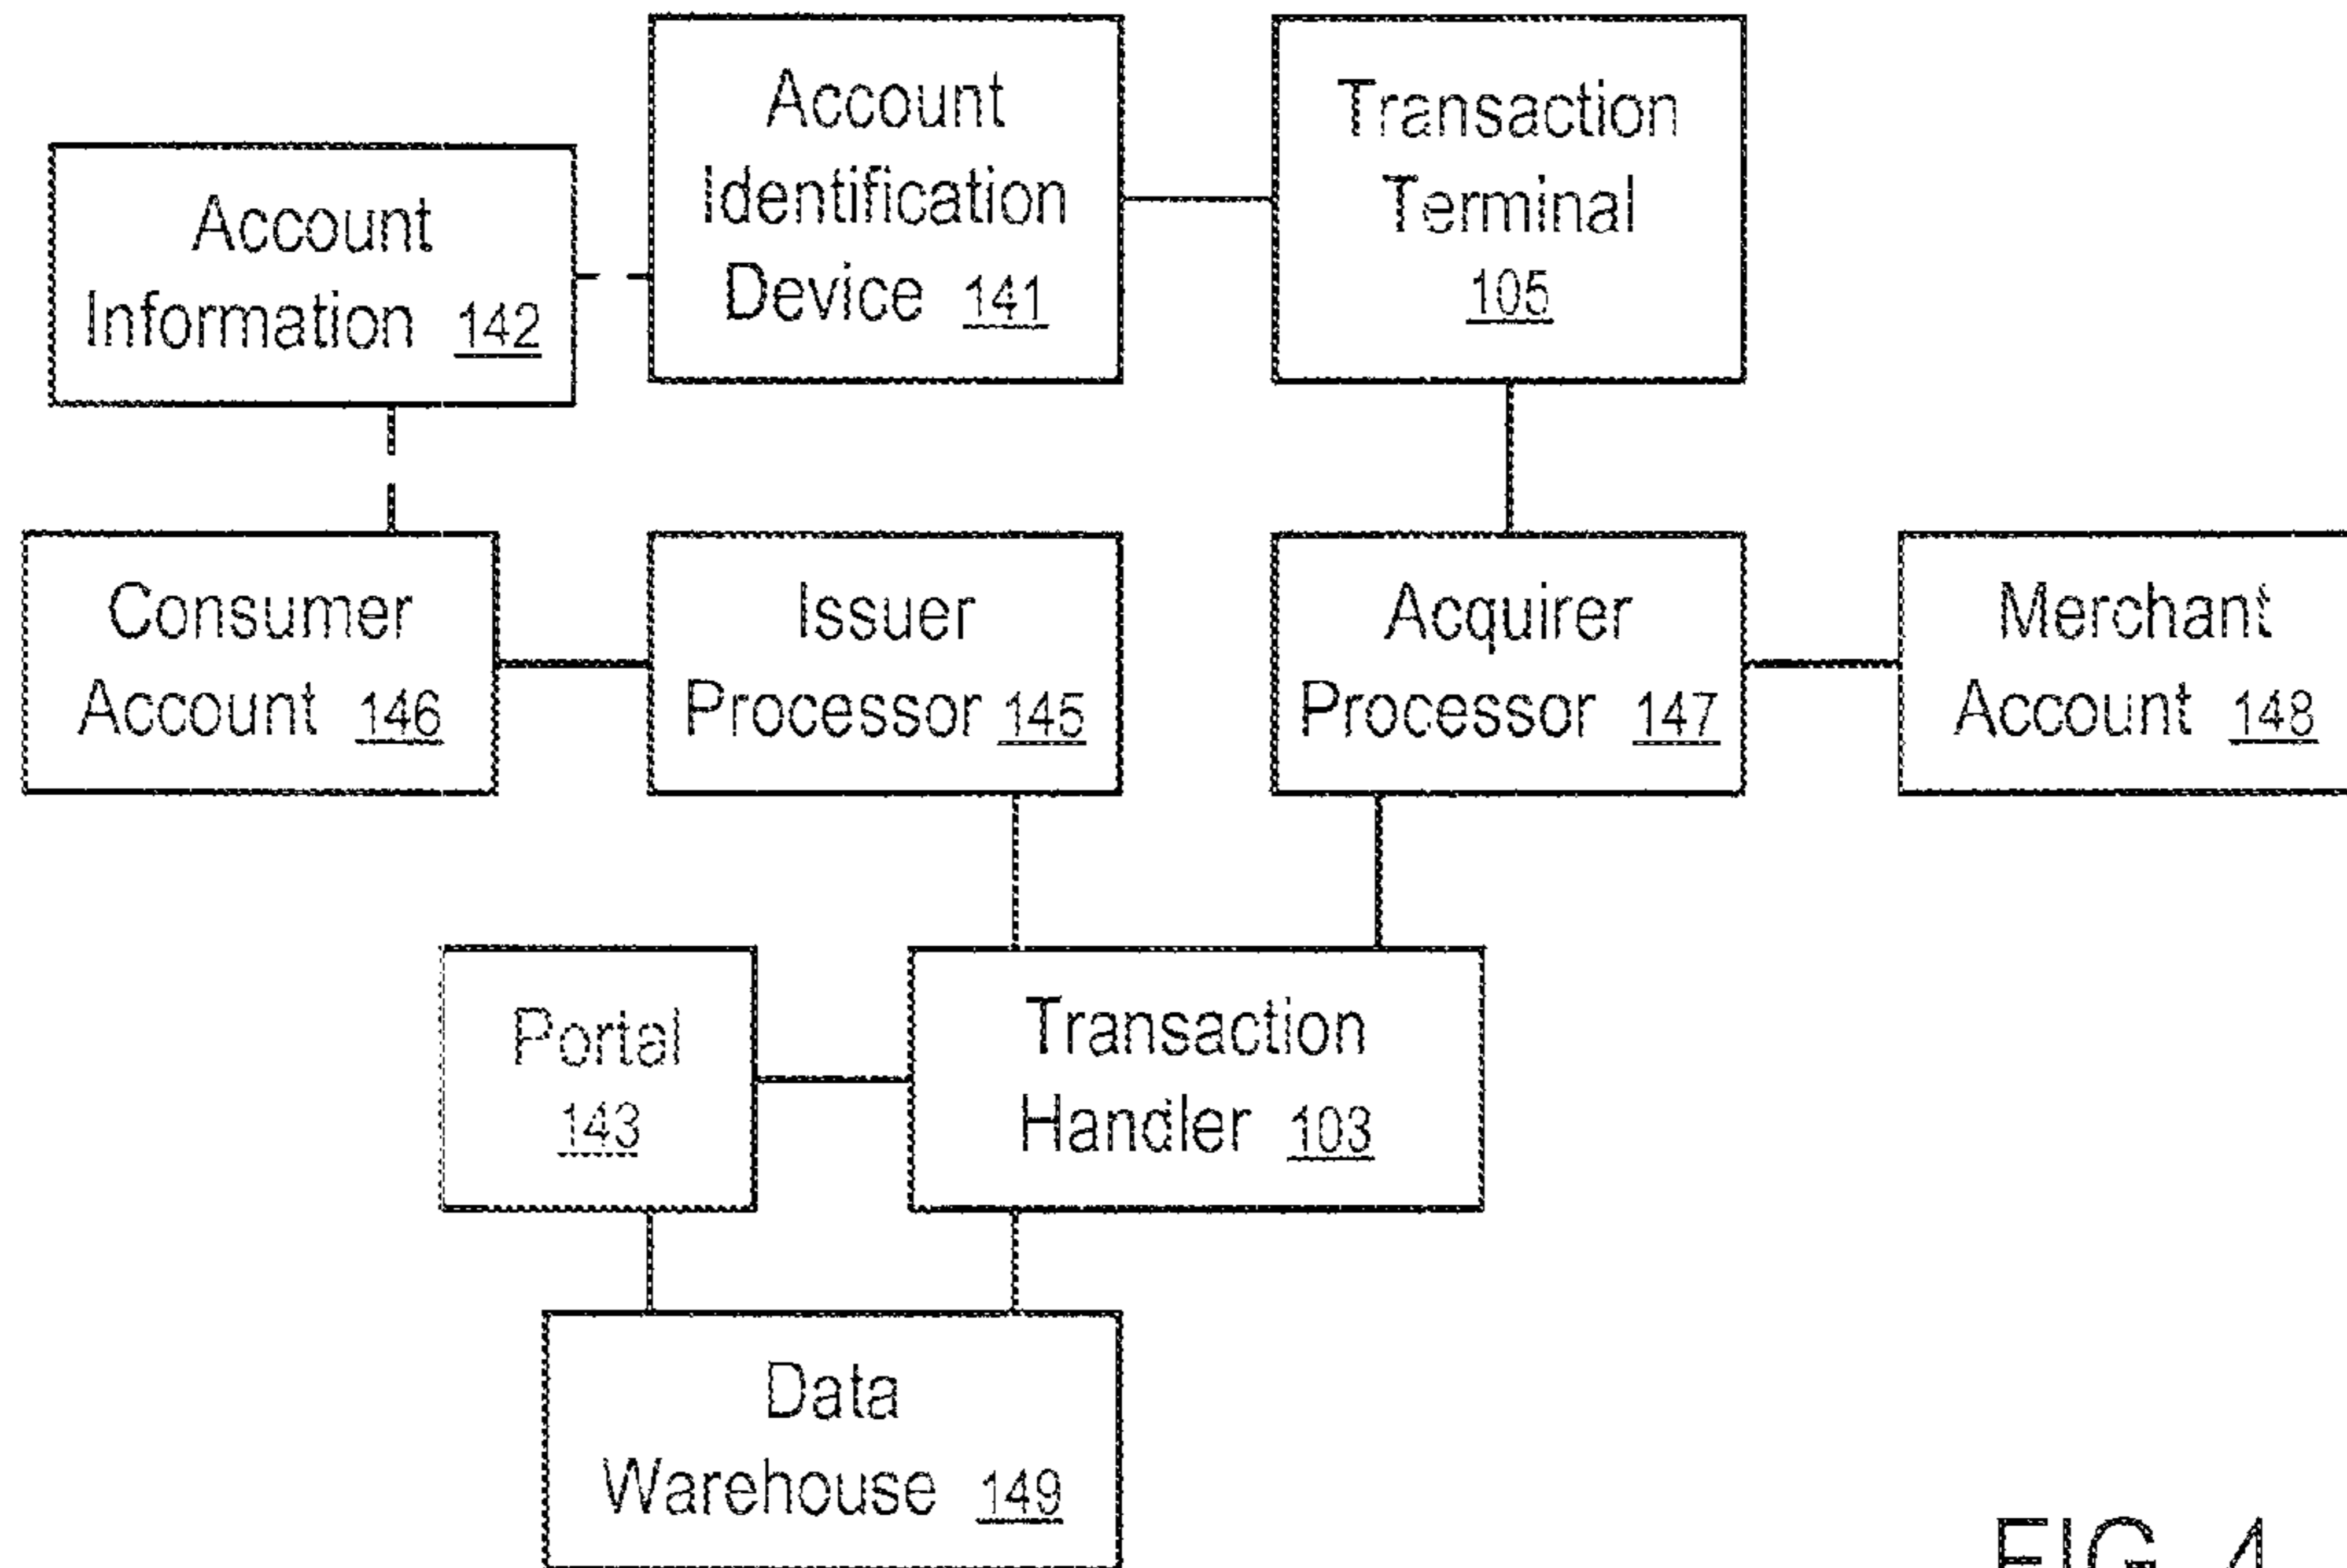 Account
Identification
Device 141
Transaction
Terminal
105
Account
Information 142
Consumer
Account 146
Issuer
Processor 145
Acquirer
Processor 147
Merchant
Account 148
Portal
143
Transaction
Handler 103
Data
Warehouse 149
FIG. 4